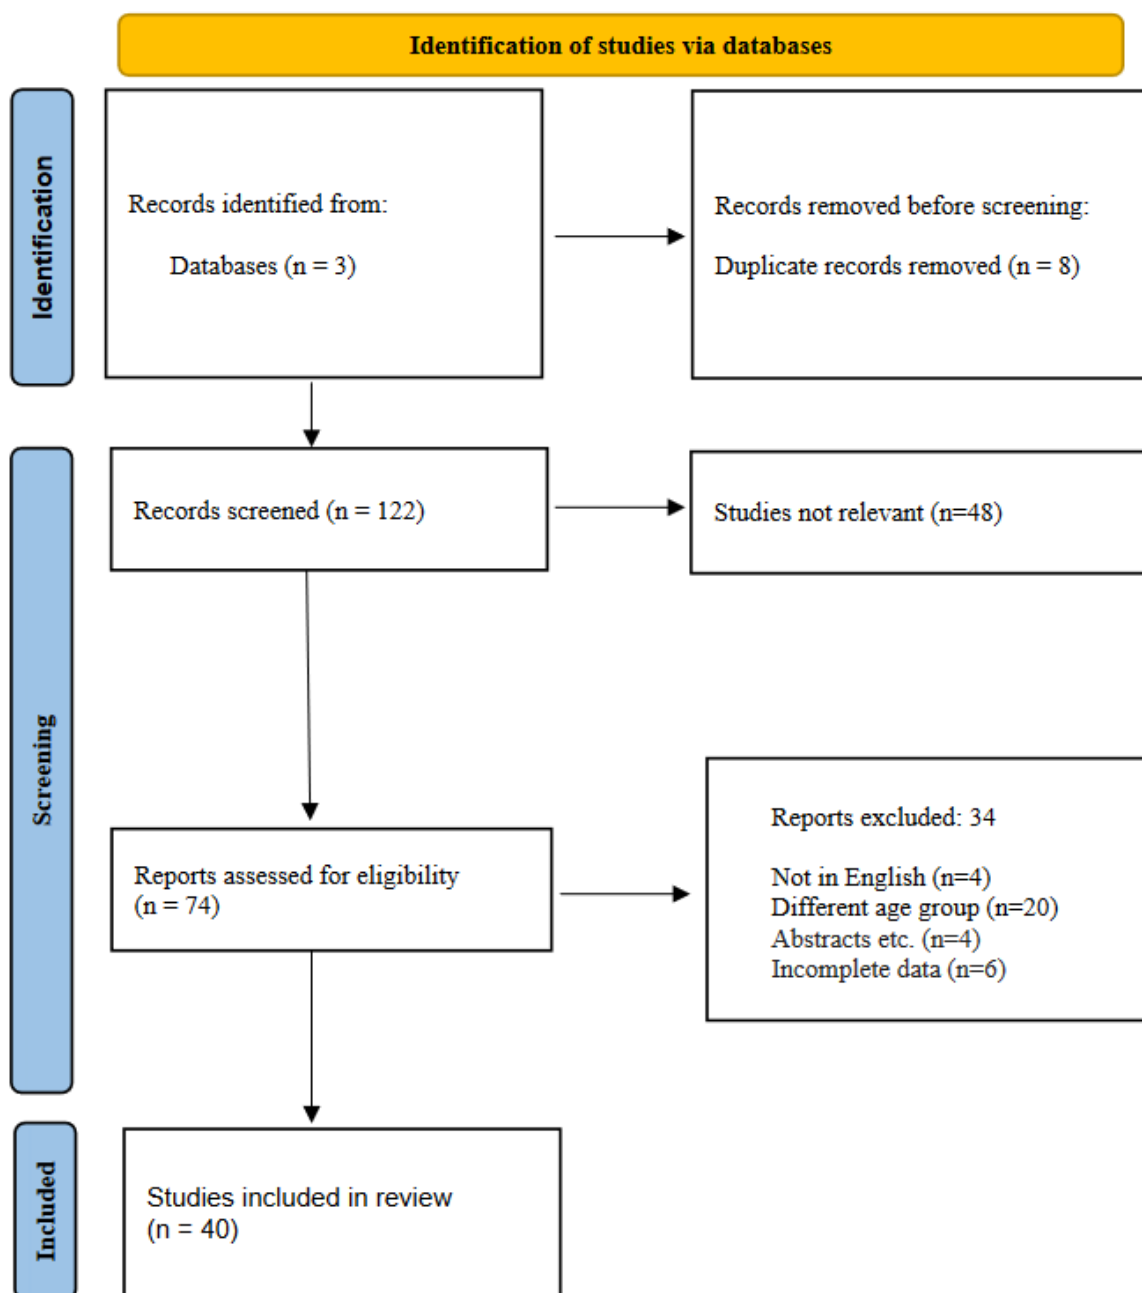 Identification of studies via databases
Identification
Records identified from:
Databases (n = 3)
Records removed before screening:
Duplicate records removed (n = 8)
Screening
Records screened (n = 122)
Studies not relevant (n=48)
Reports assessed for eligibility
(n = 74)
Reports excluded: 34
Not in English (n=4)
Different age group (n=20)
Abstracts etc. (n=4)
Incomplete data (n=6)
Included
Studies included in review
(n = 40)